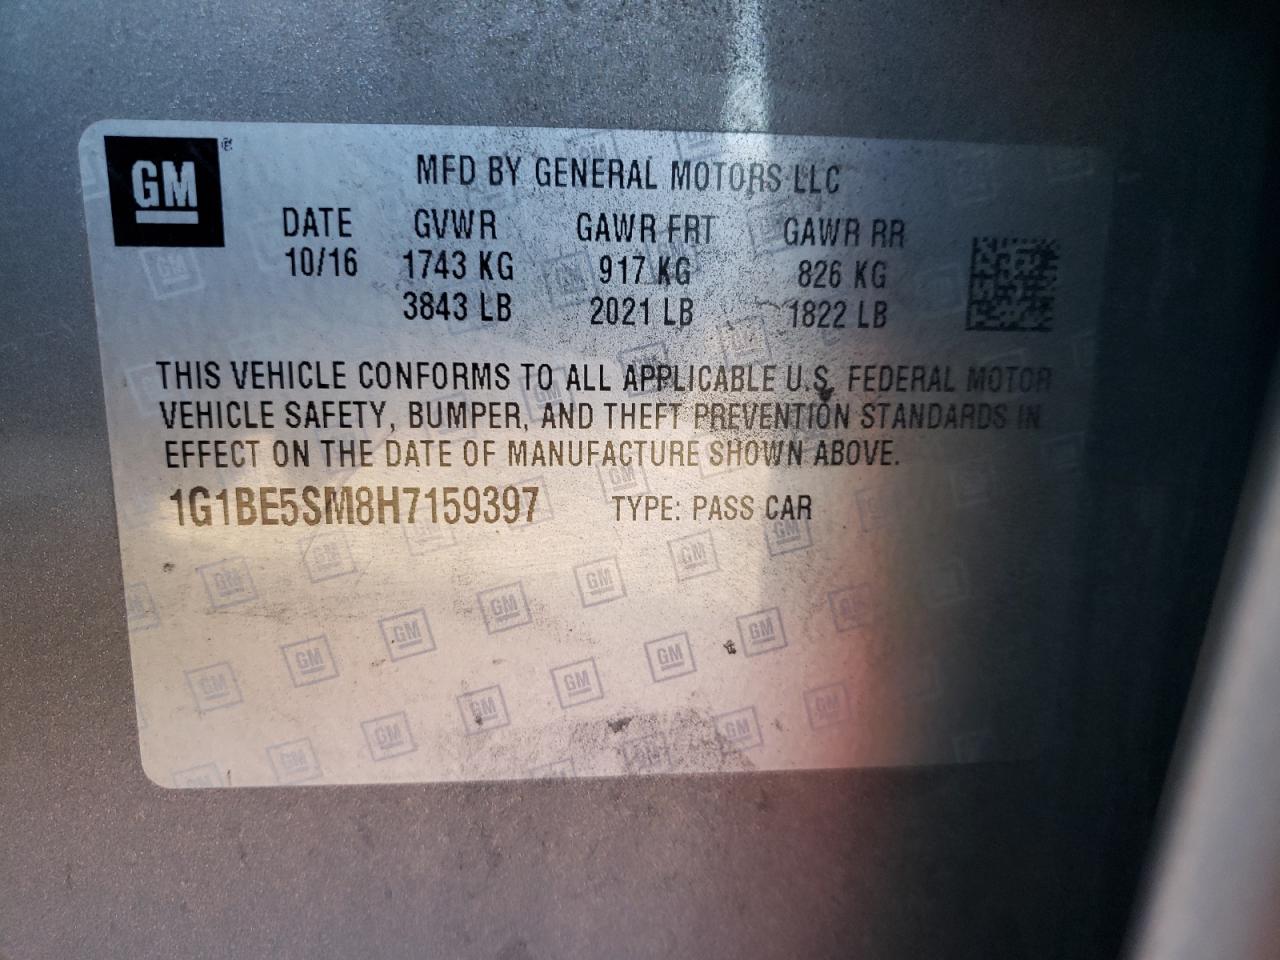 GM
MFD BY GENERAL MOTORS LLC
DATE GVWR GAWR FRT GAWR RR
10/16 1743 KG 917 KG 826 KG
3843 LB 2021 LB 1822 LB
THIS VEHICLE CONFORMS TO ALL APPLICABLE U.S. FEDERAL MOTOR
VEHICLE SAFETY, BUMPER, AND THEFT PREVENTION STANDARDS IN
EFFECT ON THE DATE OF MANUFACTURE SHOWN ABOVE.
1G1BE5SM8H7159397 TYPE: PASS CAR